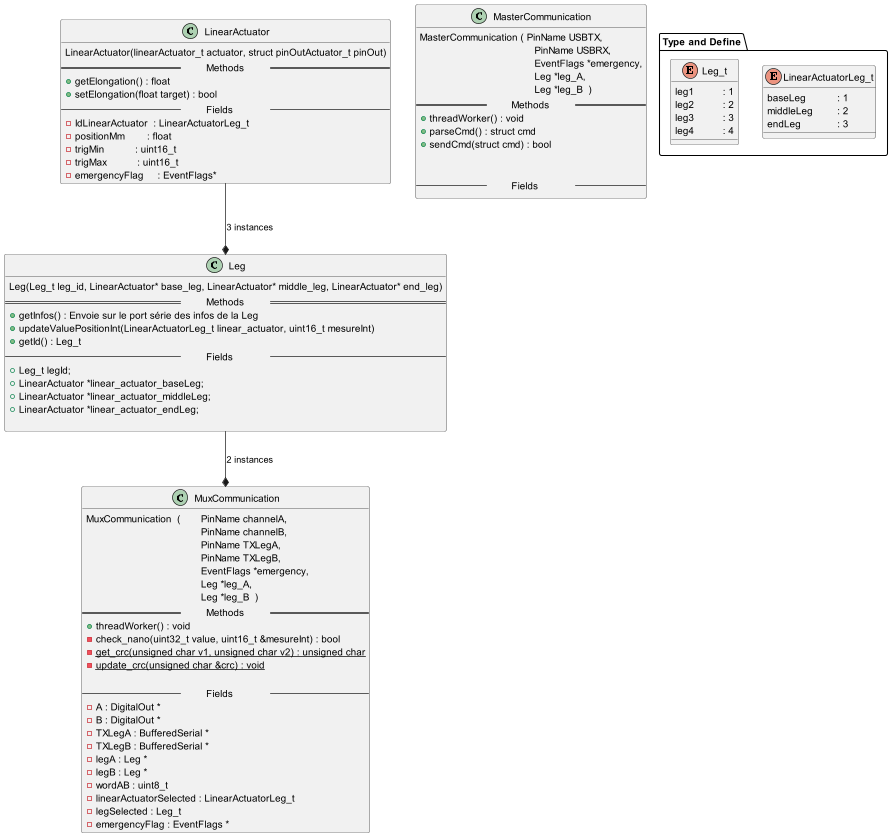 C LinearActuator
LinearActuator(linearActuator_t actuator, struct pinOutActuator_t pinOut)
Methods
getElongation() : float
setElongation(float target) : bool
Fields
IdLinearActuator : LinearActuatorLeg_t
positionMm : float
trigMin : uint16_t
trigMax : uint16_t
emergencyFlag : EventFlags*
C MasterCommunication
MasterCommunication ( PinName USBTX,
PinName USBRX,
EventFlags *emergency,
Leg *leg_A,
Leg *leg_B )
Methods
threadWorker() : void
parseCmd() : struct cmd
sendCmd(struct cmd) : bool
Fields
Type and Define
E Leg_t
leg1 : 1
leg2 : 2
leg3 : 3
leg4 : 4
E LinearActuatorLeg_t
baseLeg : 1
middleLeg : 2
endLeg : 3
3 instances
C Leg
Leg(Leg_t leg_id, LinearActuator* base_leg, LinearActuator* middle_leg, LinearActuator* end_leg)
Methods
getInfos() : Envoie sur le port série des infos de la Leg
updateValuePositionInt(LinearActuatorLeg_t linear_actuator, uint16_t mesureInt)
getId() : Leg_t
Fields
Leg_t legId;
LinearActuator *linear_actuator_baseLeg;
LinearActuator *linear_actuator_middleLeg;
LinearActuator *linear_actuator_endLeg;
2 instances
C MuxCommunication
MuxCommunication ( PinName channelA,
PinName channelB,
PinName TXLegA,
PinName TXLegB,
EventFlags *emergency,
Leg *leg_A,
Leg *leg_B )
Methods
threadWorker() : void
check_nano(uint32_t value, uint16_t &mesureInt) : bool
get_crc(unsigned char v1, unsigned char v2) : unsigned char
update_crc(unsigned char &crc) : void
Fields
A : DigitalOut *
B : DigitalOut *
TXLegA : BufferedSerial *
TXLegB : BufferedSerial *
legA : Leg *
legB : Leg *
wordAB : uint8_t
linearActuatorSelected : LinearActuatorLeg_t
legSelected : Leg_t
emergencyFlag : EventFlags *